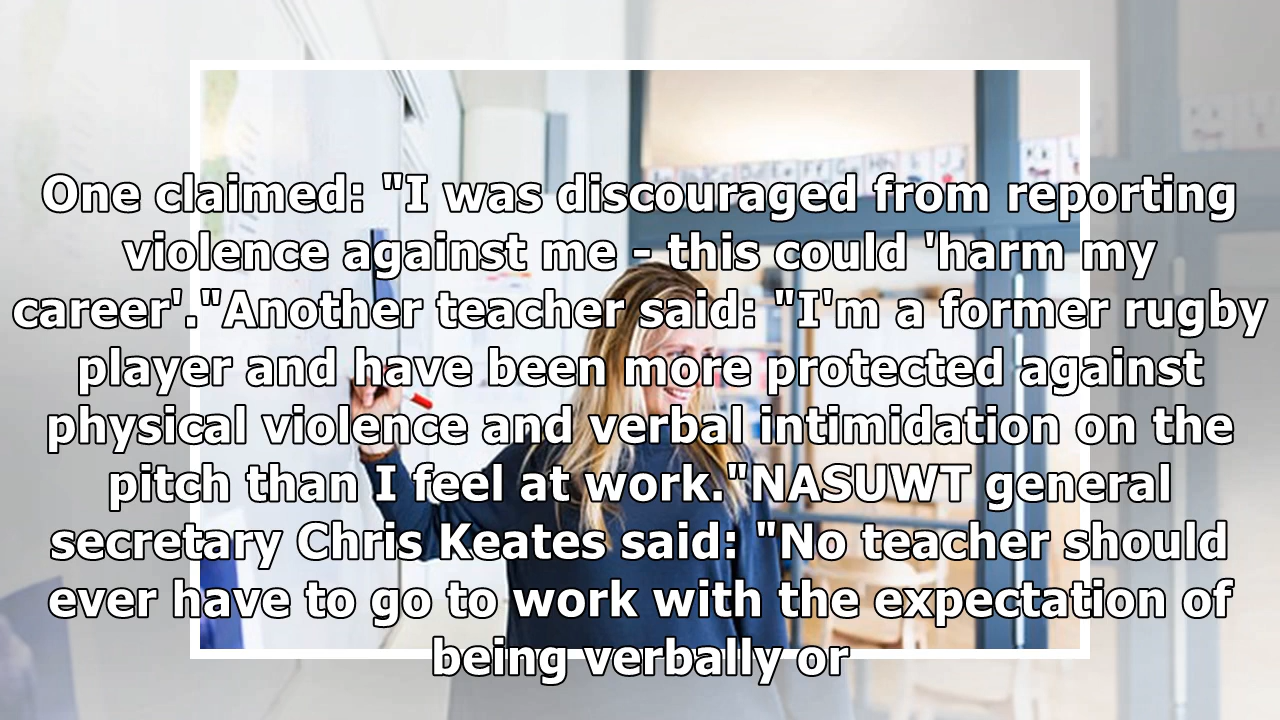 One claimed: "I was discouraged from reporting
violence against me - this could 'harm my
career'."Another teacher said: "I'm a former rugby
player and have been more protected against
physical violence and verbal intimidation on the
pitch than I feel at work."NASUWT general
secretary Chris Keates said: "No teacher should
ever have to go to work with the expectation of
being verbally or